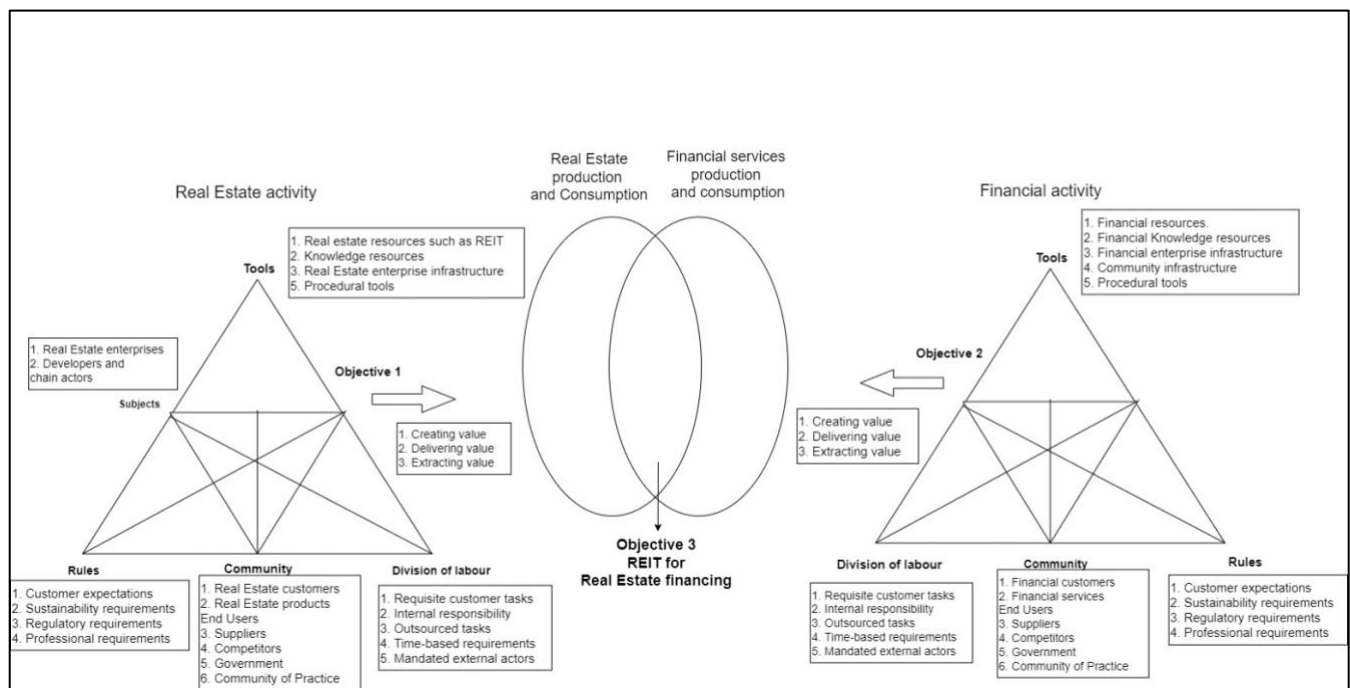 Real Estate activity
Real Estate
production
and Consumption
Financial services
production
and consumption
Financial activity
Tools
1. Real estate resources such as REIT
2. Knowledge resources
3. Real Estate enterprise infrastructure
5. Procedural tools
1. Real Estate enterprises
2. Developers and
chain actors
Subjects
Objective 1
1. Creating value
2. Delivering value
3. Extracting value
Rules
1. Customer expectations
2. Sustainability requirements
3. Regulatory requirements
4. Professional requirements
Community
1. Real Estate customers
2. Real Estate products
End Users
3. Suppliers
4. Competitors
5. Government
6. Community of Practice
Division of labour
1. Requisite customer tasks
2. Internal responsibility
3. Outsourced tasks
4. Time-based requirements
5. Mandated external actors
Objective 3
REIT for
Real Estate financing
Tools
1. Financial resources.
2. Financial Knowledge resources
3. Financial enterprise infrastructure
4. Community infrastructure
5. Procedural tools
Objective 2
1. Creating value
2. Delivering value
3. Extracting value
Division of labour
1. Requisite customer tasks
2. Internal responsibility
3. Outsourced tasks
4. Time-based requirements
5. Mandated external actors
Community
1. Financial customers
2. Financial services
End Users
3. Suppliers
4. Competitors
5. Government
6. Community of Practice
Rules
1. Customer expectations
2. Sustainability requirements
3. Regulatory requirements
4. Professional requirements